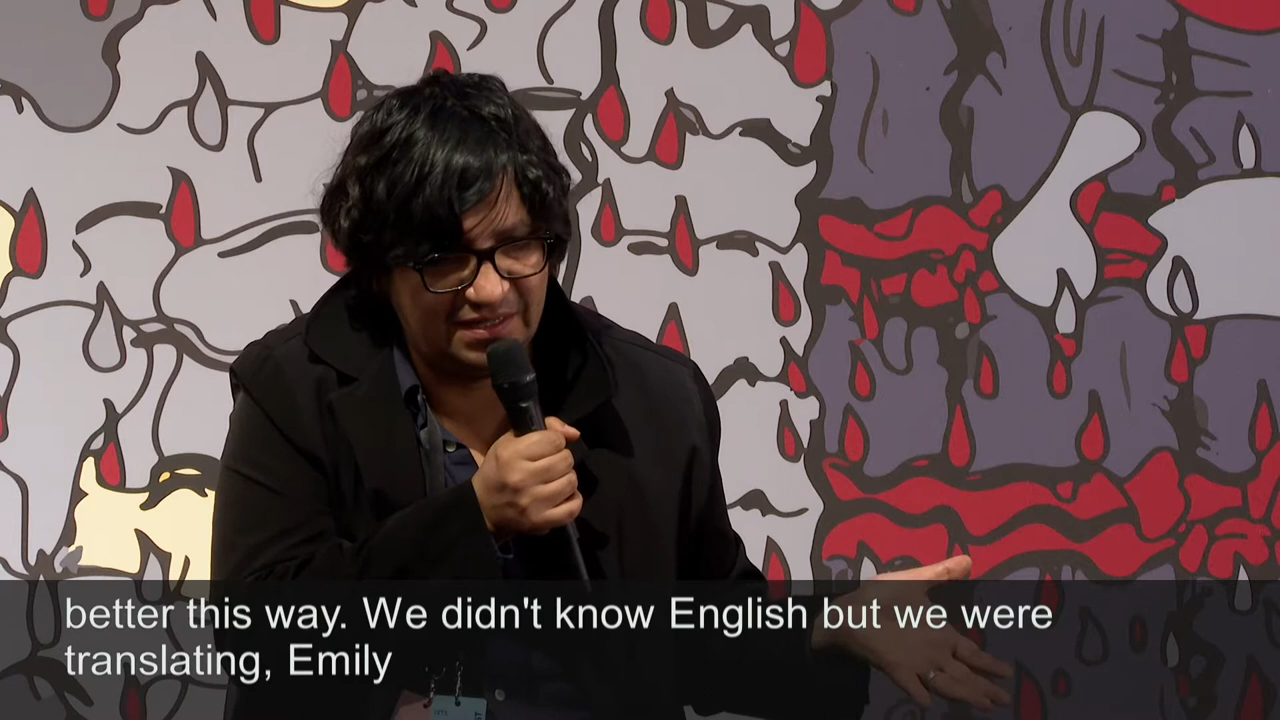 better this way. We didn't know English but we were
translating, Emily